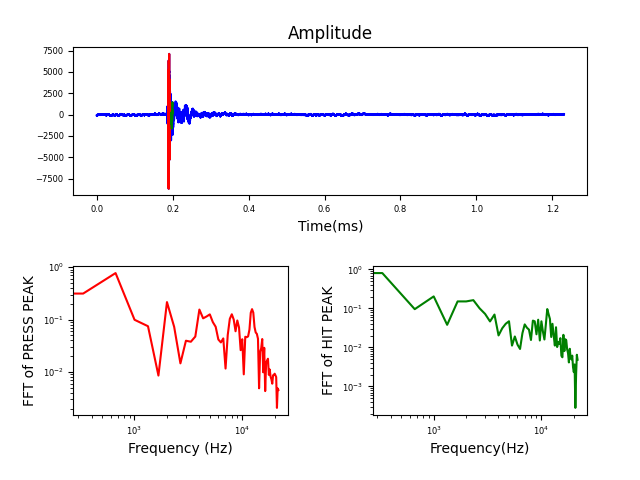 Amplitude
7500
5000
2500
0
−2500
−5000
−7500
0.0 0.2 0.4 0.6 0.8 1.0 1.2
Time(ms)
FFT of PRESS PEAK
10⁰
10⁻¹
10⁻²
10³ 10⁴
Frequency (Hz)
FFT of HIT PEAK
10⁰
10⁻¹
10⁻²
10⁻³
10³ 10⁴
Frequency(Hz)